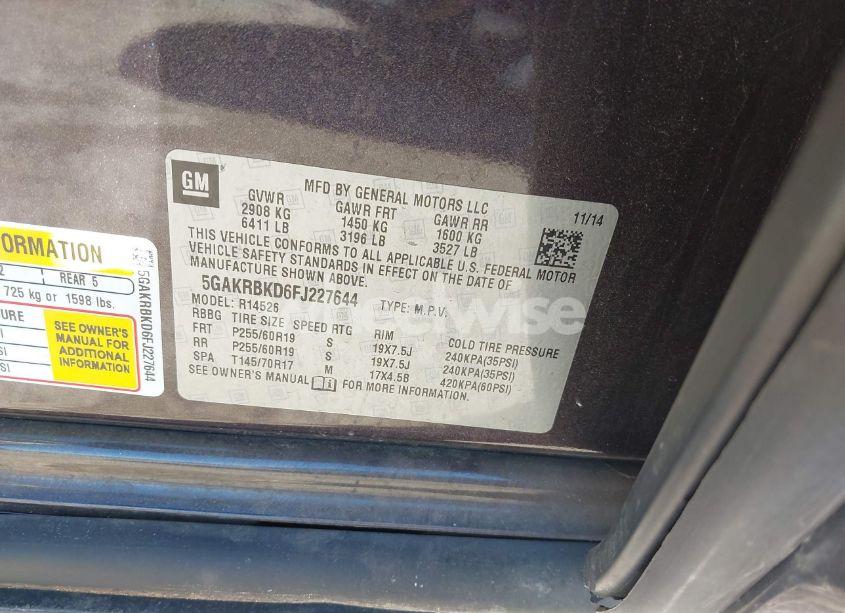 GM
MFD BY GENERAL MOTORS LLC
11/14
GVWR GAWR FRT GAWR RR
2908 KG 1450 KG 1600 KG
6411 LB 3196 LB 3527 LB
THIS VEHICLE CONFORMS TO ALL APPLICABLE U.S. FEDERAL MOTOR
VEHICLE SAFETY STANDARDS IN EFFECT ON THE DATE OF
MANUFACTURE SHOWN ABOVE.
5GAKRBKD6FJ227644
MODEL: R14526 TYPE: M.P.V.
RBBG TIRE SIZE SPEED RTG RIM COLD TIRE PRESSURE
FRT P255/60R19 S 19X7.5J 240KPA(35PSI)
RR P255/60R19 S 19X7.5J 240KPA(35PSI)
SPA T145/70R17 M 17X4.5B 420KPA(60PSI)
SEE OWNER'S MANUAL FOR MORE INFORMATION.
FORMATION
2 REAR 5
725 kg or 1598 lbs.
URE
SEE OWNER'S
MANUAL FOR
ADDITIONAL
INFORMATION
SI
SI
SI
5GAKRBKD6FJ227644